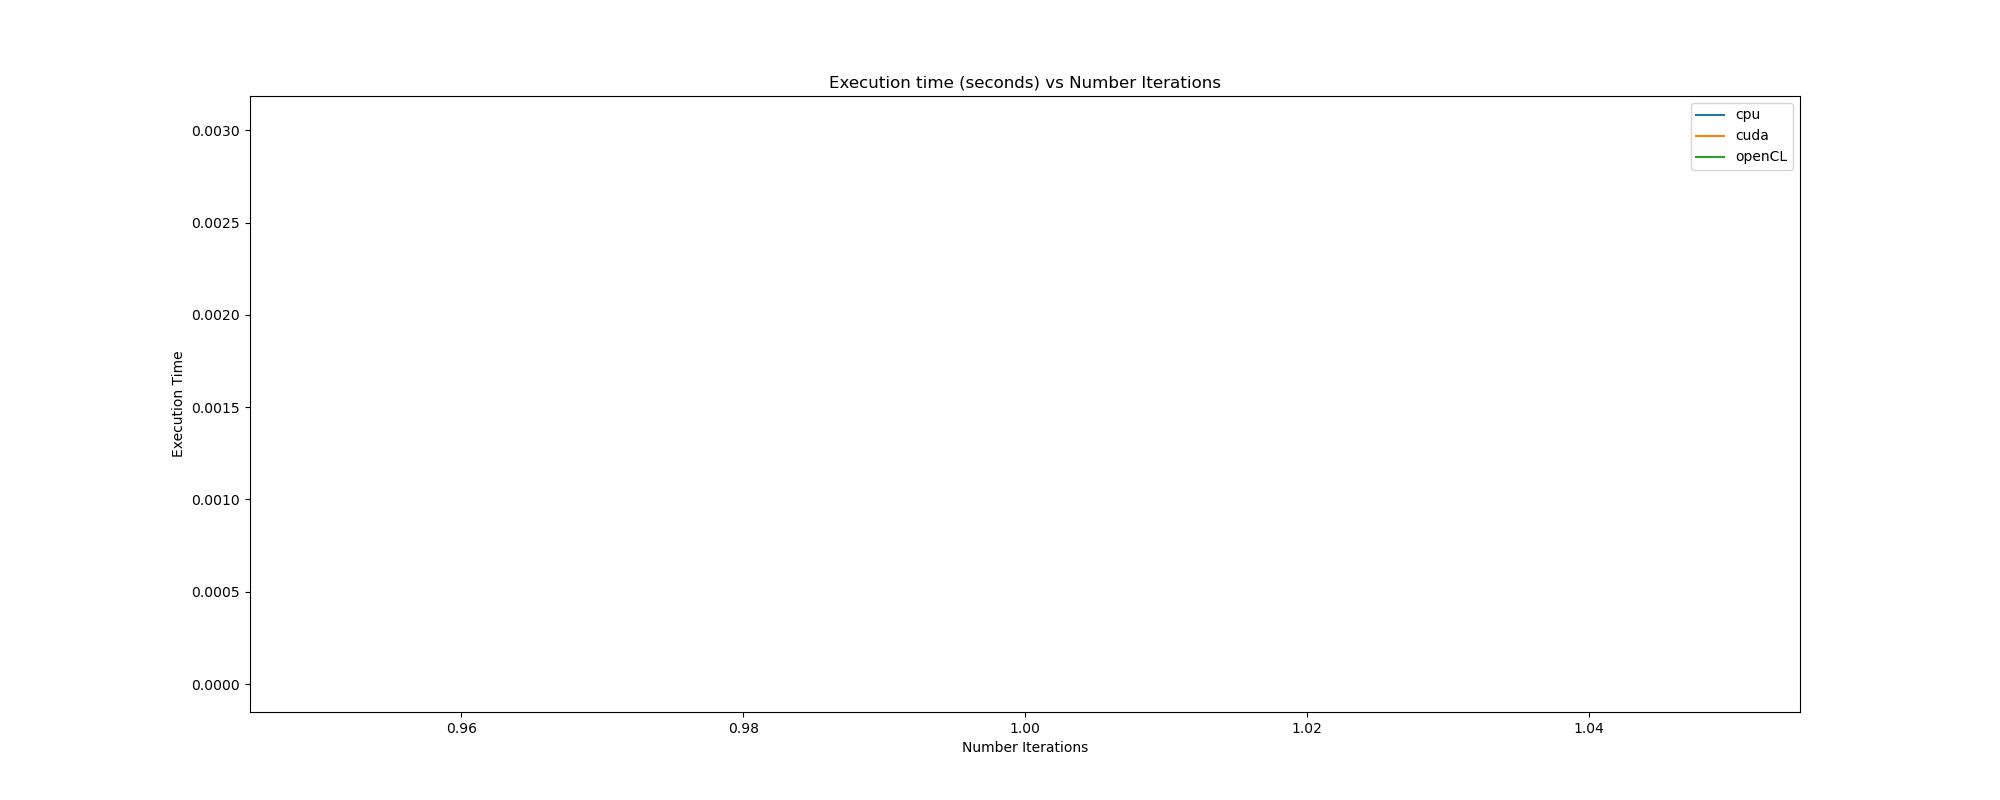 Execution time (seconds) vs Number Iterations
cpu
cuda
openCL
0.0030
0.0025
0.0020
0.0015
0.0010
0.0005
0.0000
Execution Time
0.96 0.98 1.00 1.02 1.04
Number Iterations